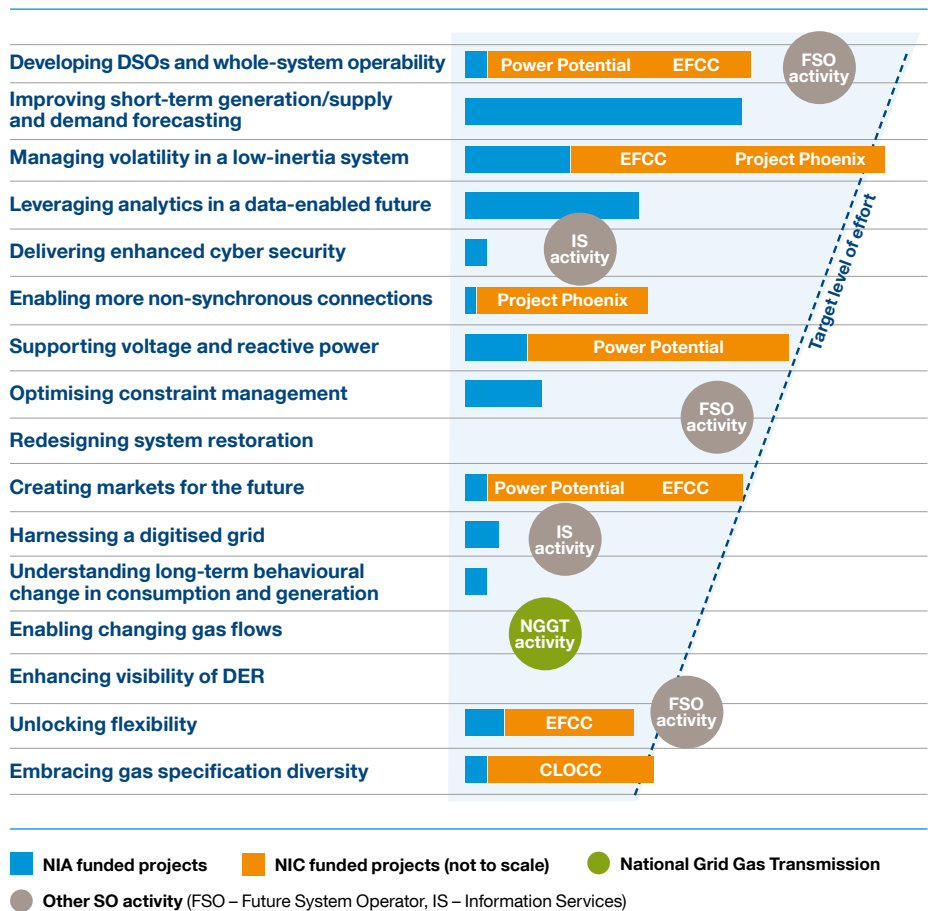 Developing DSOs and whole-system operability
Power Potential EFCC
FSO
activity
Improving short-term generation/supply
and demand forecasting
Managing volatility in a low-inertia system
EFCC Project Phoenix
Leveraging analytics in a data-enabled future
Delivering enhanced cyber security
IS
activity
Enabling more non-synchronous connections
Project Phoenix
Target level of effort
Supporting voltage and reactive power
Power Potential
Optimising constraint management
FSO
activity
Redesigning system restoration
Creating markets for the future
Power Potential EFCC
Harnessing a digitised grid
IS
activity
Understanding long-term behavioural
change in consumption and generation
Enabling changing gas flows
NGGT
activity
Enhancing visibility of DER
FSO
activity
Unlocking flexibility
EFCC
Embracing gas specification diversity
CLOCC
NIA funded projects NIC funded projects (not to scale) National Grid Gas Transmission
Other SO activity (FSO – Future System Operator, IS – Information Services)